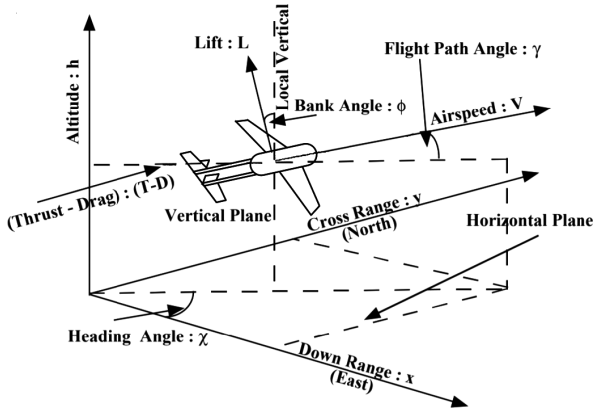 Lift : L
Local Vertical
Flight Path Angle : γ
Altitude : h
Bank Angle : ϕ
Airspeed : V
(Thrust - Drag) : (T-D)
Vertical Plane
Cross Range : y
(North)
Horizontal Plane
Heading Angle : χ
Down Range : x
(East)